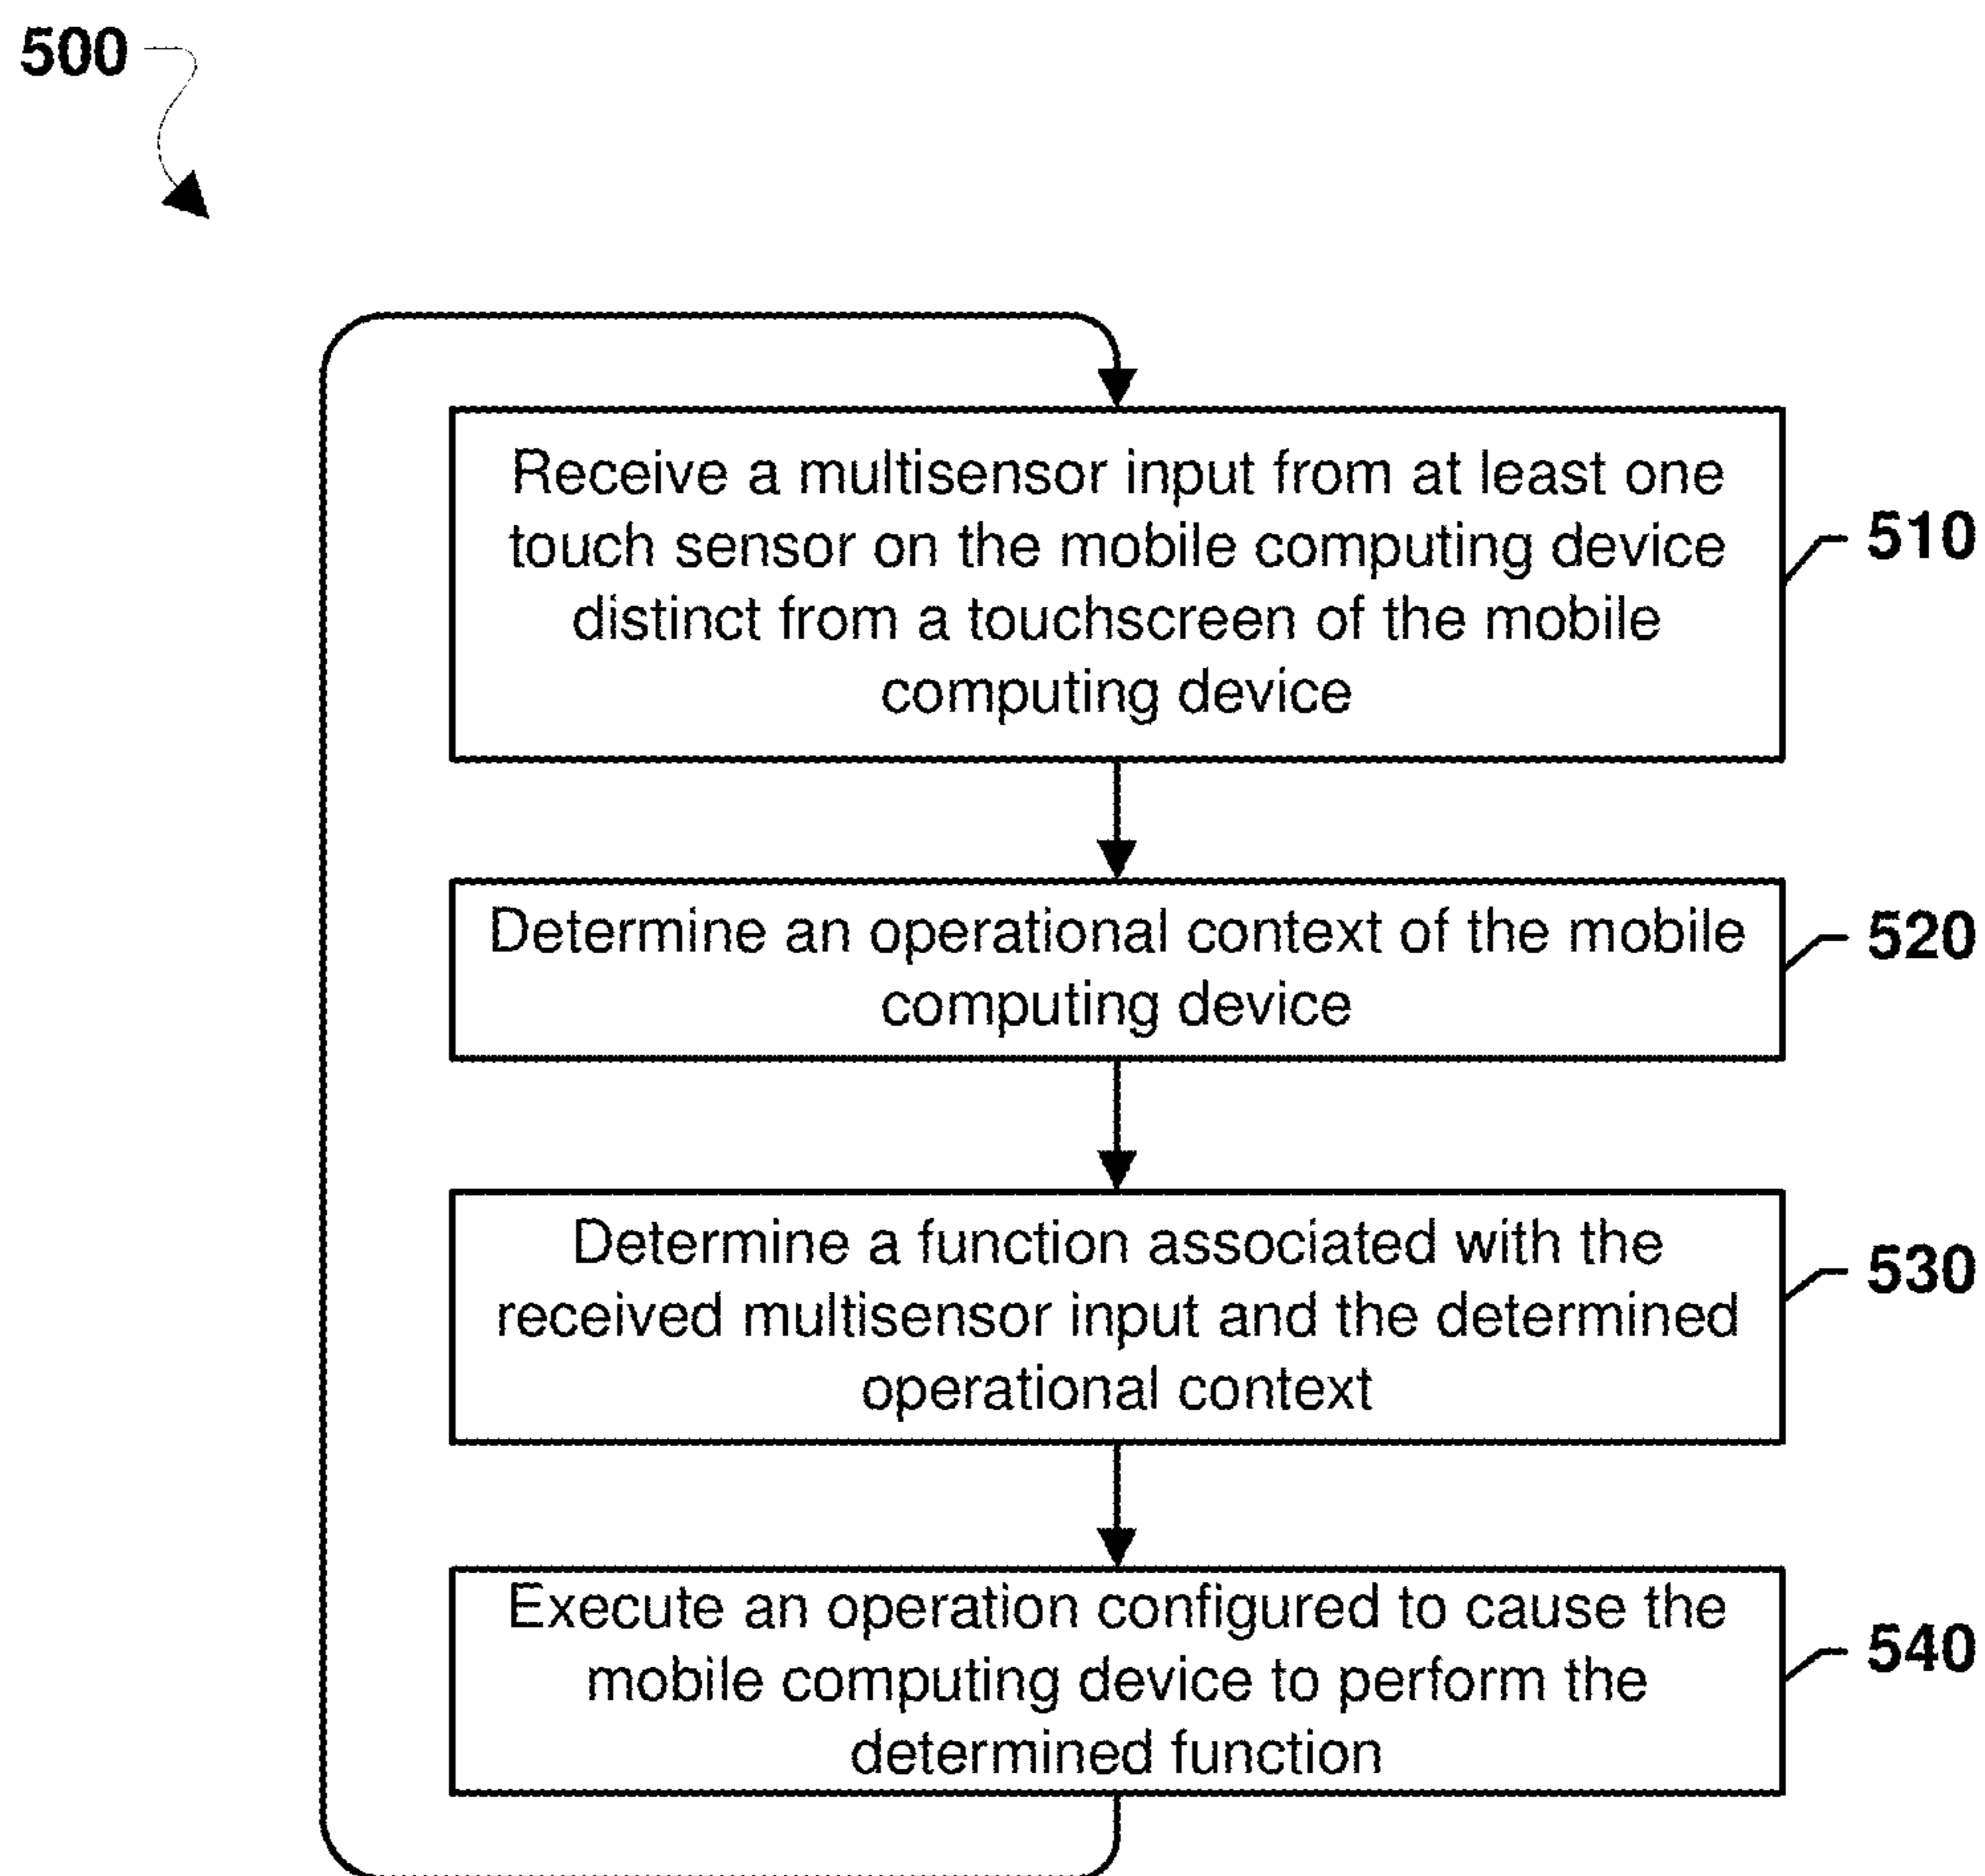 500
Receive a multisensor input from at least one
touch sensor on the mobile computing device
distinct from a touchscreen of the mobile
computing device
510
Determine an operational context of the mobile
computing device
520
Determine a function associated with the
received multisensor input and the determined
operational context
530
Execute an operation configured to cause the
mobile computing device to perform the
determined function
540